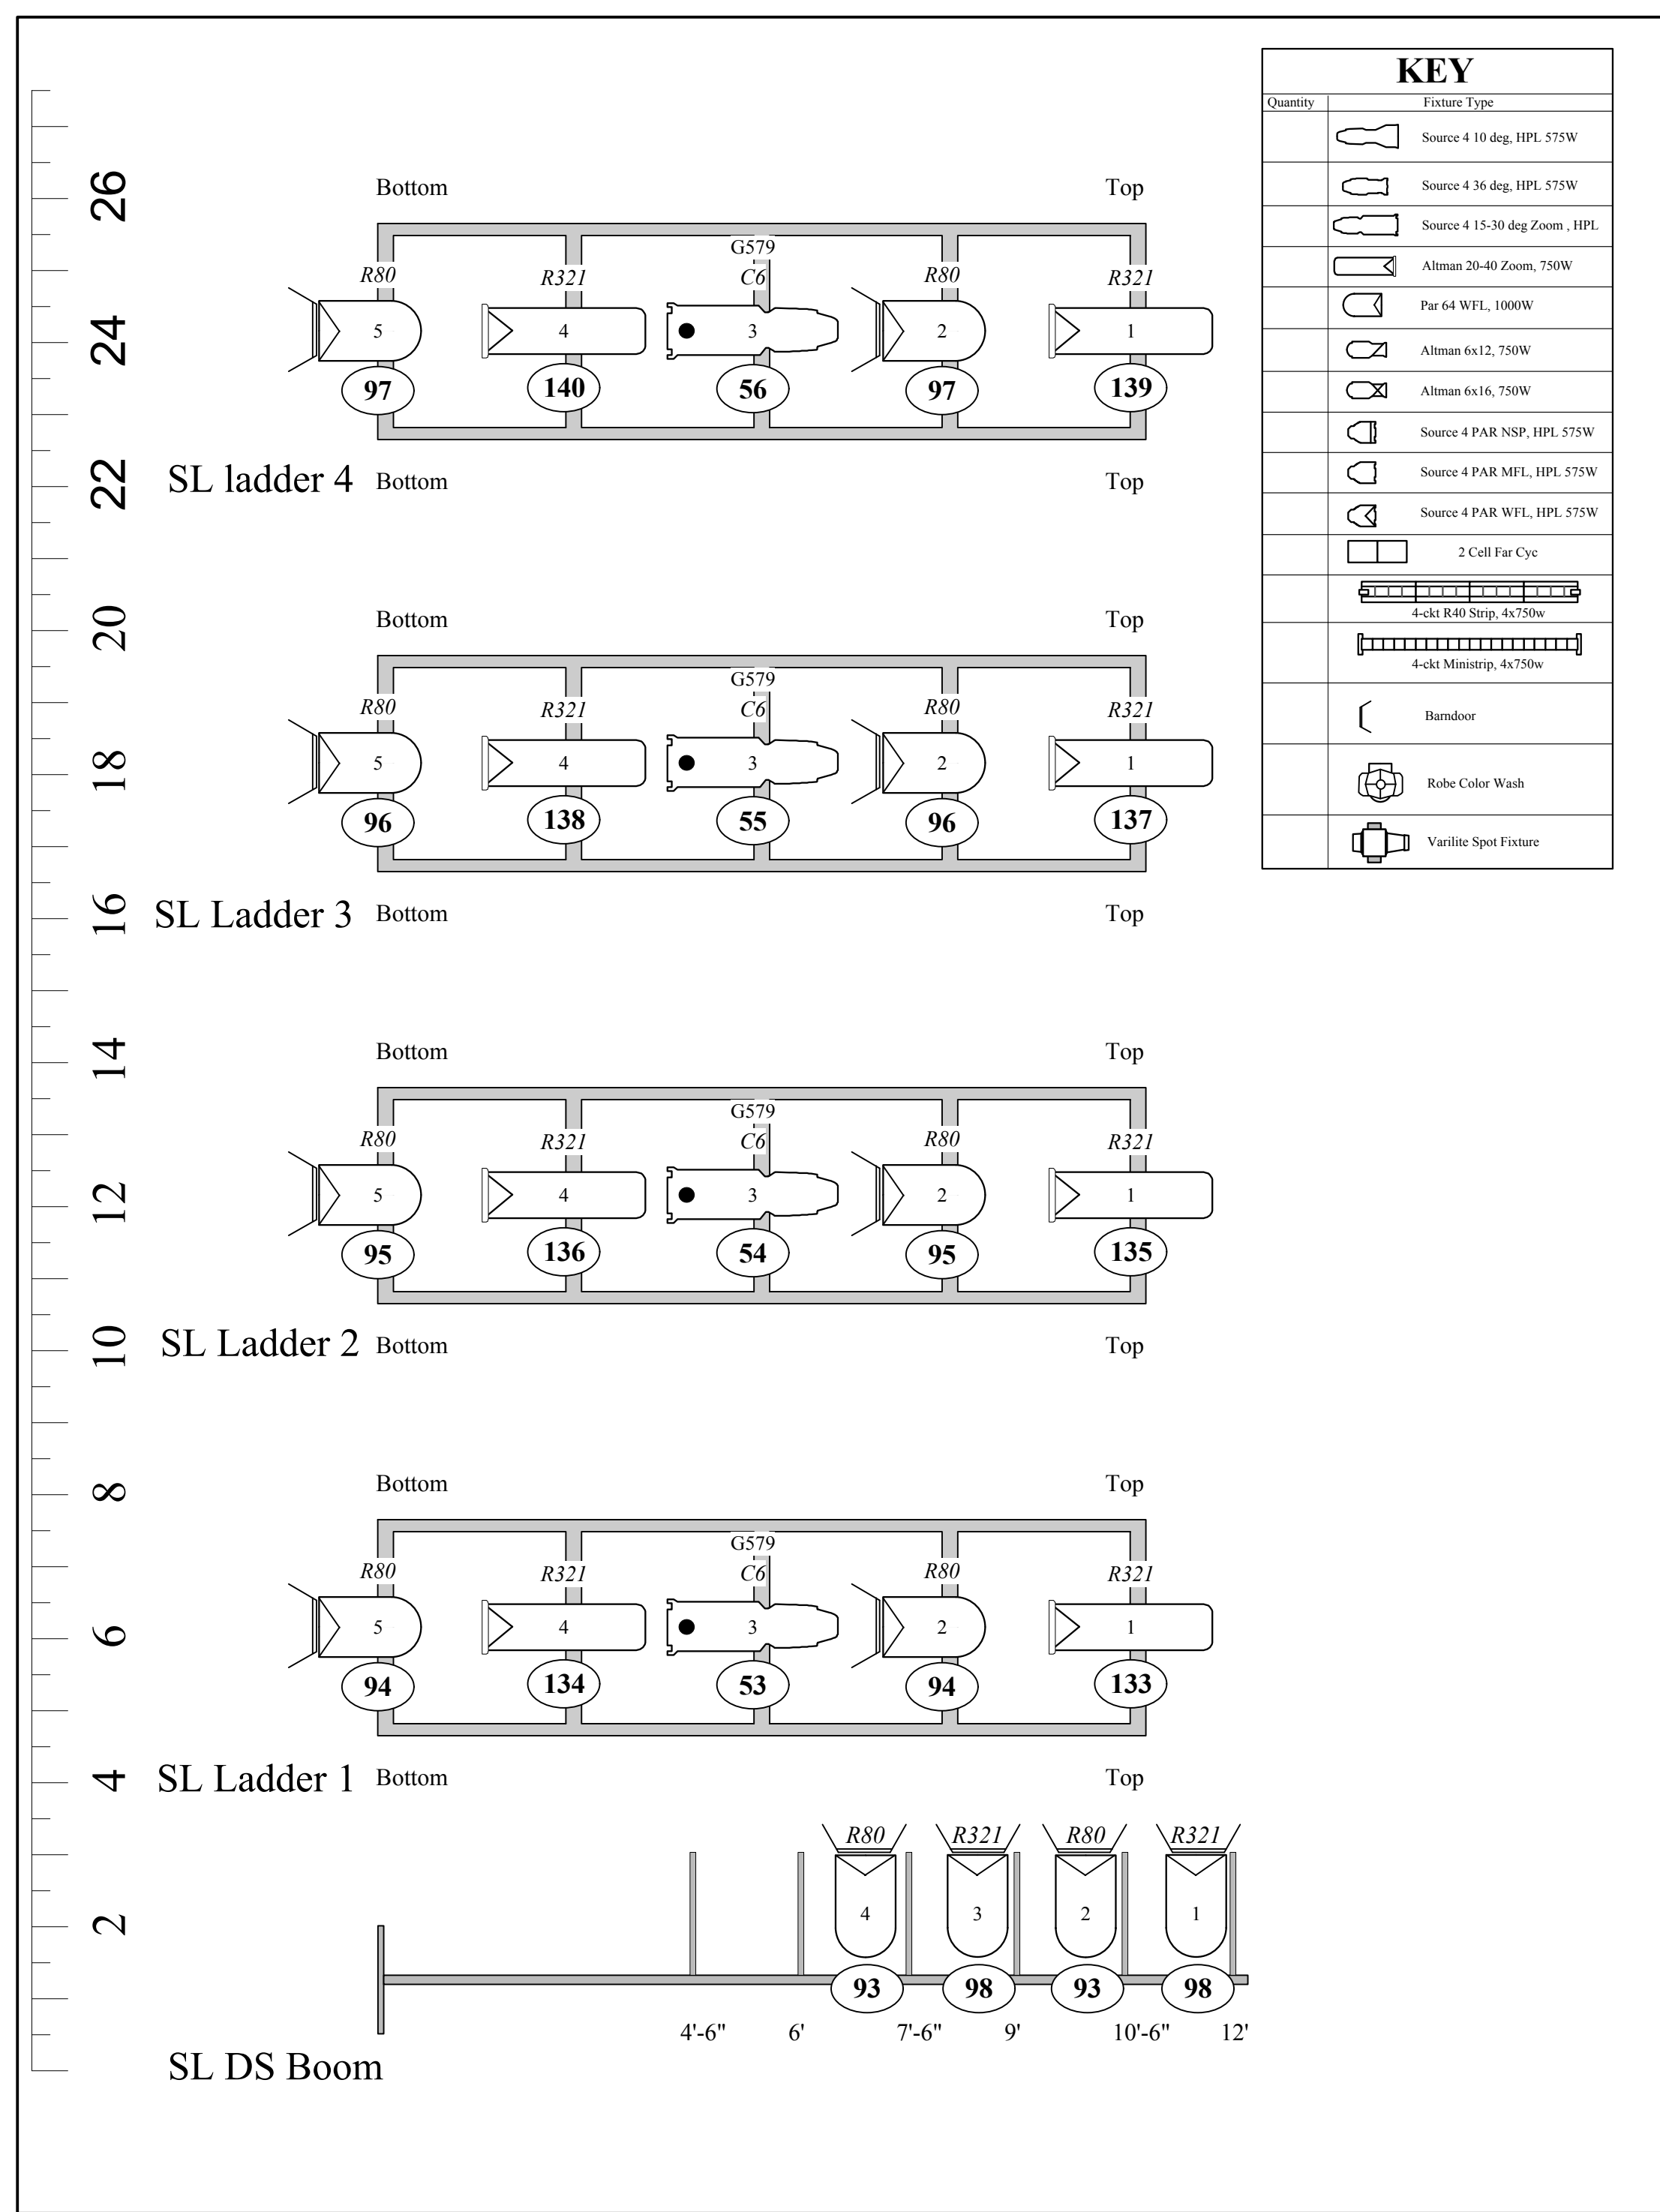 KEY
Quantity Fixture Type
Source 4 10 deg, HPL 575W
Source 4 36 deg, HPL 575W
Source 4 15-30 deg Zoom , HPL
Altman 20-40 Zoom, 750W
Par 64 WFL, 1000W
Altman 6x12, 750W
Altman 6x16, 750W
Source 4 PAR NSP, HPL 575W
Source 4 PAR MFL, HPL 575W
Source 4 PAR WFL, HPL 575W
2 Cell Far Cyc
4-ckt R40 Strip, 4x750w
4-ckt Ministrip, 4x750w
Barndoor
Robe Color Wash
Varilite Spot Fixture
26
24
22
20
18
16
14
12
10
8
6
4
2
Bottom Top
G579
R80 R321 C6 R80 R321
5 4 3 2 1
97 140 56 97 139
SL ladder 4 Bottom Top
Bottom Top
G579
R80 R321 C6 R80 R321
5 4 3 2 1
96 138 55 96 137
SL Ladder 3 Bottom Top
Bottom Top
G579
R80 R321 C6 R80 R321
5 4 3 2 1
95 136 54 95 135
SL Ladder 2 Bottom Top
Bottom Top
G579
R80 R321 C6 R80 R321
5 4 3 2 1
94 134 53 94 133
SL Ladder 1 Bottom Top
R80 R321 R80 R321
4 3 2 1
93 98 93 98
4'-6" 6' 7'-6" 9' 10'-6" 12'
SL DS Boom